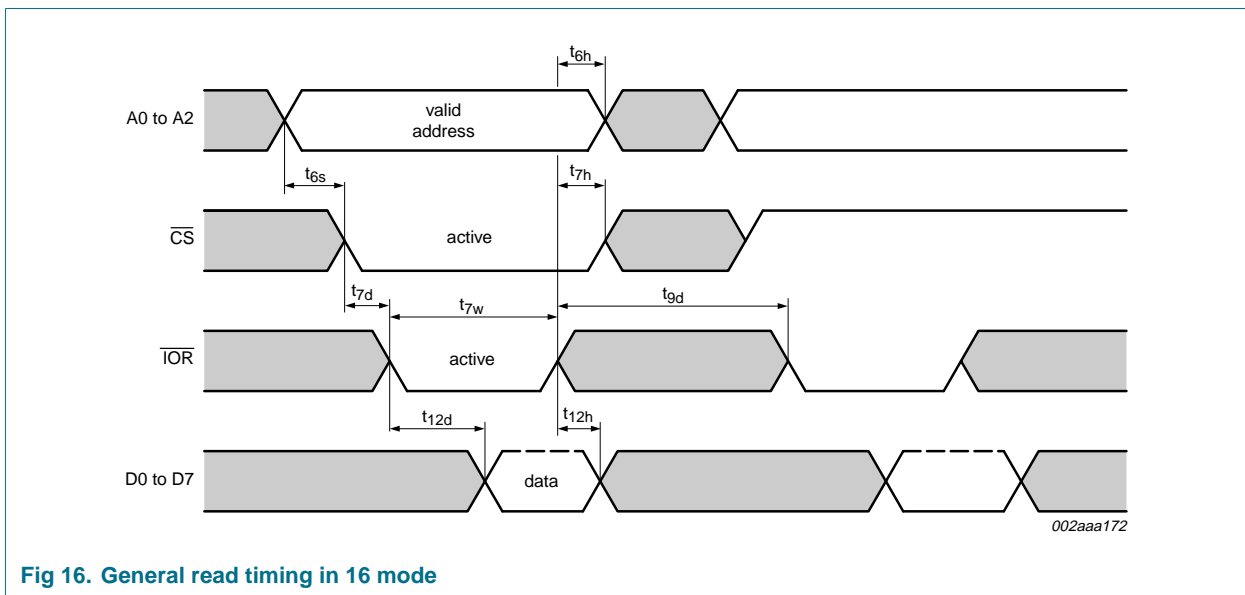 t6h
A0 to A2
valid
address
t6s
t7h
CS
active
t7d
t7w
t9d
IOR
active
t12d
t12h
D0 to D7
data
002aaa172
Fig 16. General read timing in 16 mode